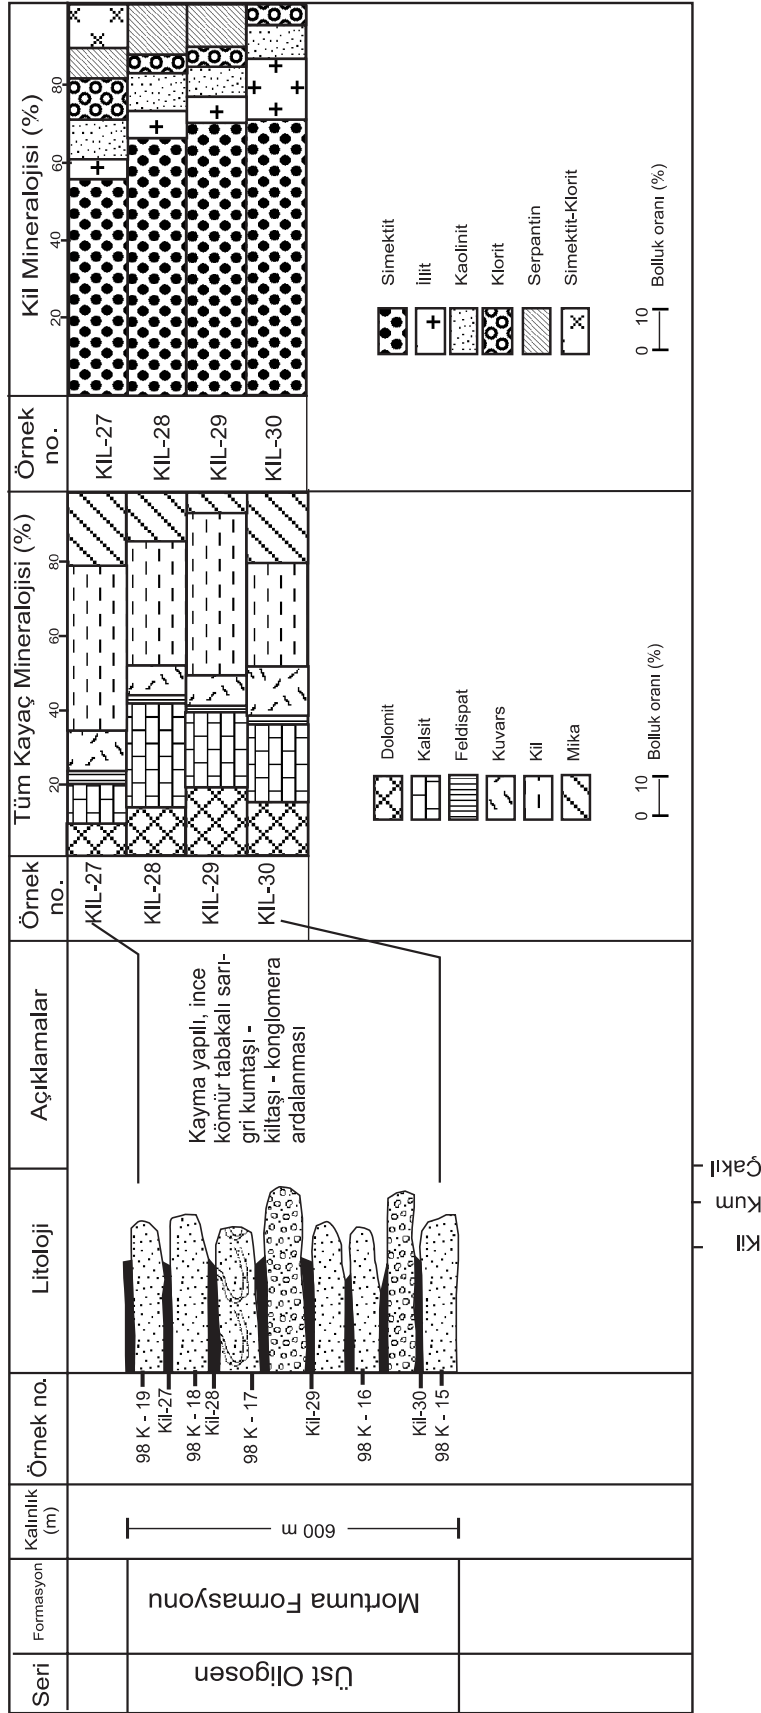 Seri
Formasyon
Kalınlık
(m)
Örnek no.
Litoloji
Açıklamalar
Örnek
no.
Tüm Kayaç Mineralojisi (%)
20
40
60
80
Örnek
no.
Kil Mineralojisi (%)
20
40
60
80
Üst Oligosen
Mortuma Formasyonu
600 m
98 K - 19
Kil-27
98 K - 18
Kil-28
98 K - 17
Kil-29
98 K - 16
Kil-30
98 K - 15
Kil
Kum
Çakıl
Kayma yapılı, ince
kömür tabakalı sarı-
gri kumtaşı -
kiltaşı - konglomera
ardalanması
KIL-27
KIL-28
KIL-29
KIL-30
KIL-27
KIL-28
KIL-29
KIL-30
Dolomit
Kalsit
Feldispat
Kuvars
Kil
Mika
0 10
Bolluk oranı (%)
Simektit
İllit
Kaolinit
Klorit
Serpantin
Simektit-Klorit
0 10
Bolluk oranı (%)